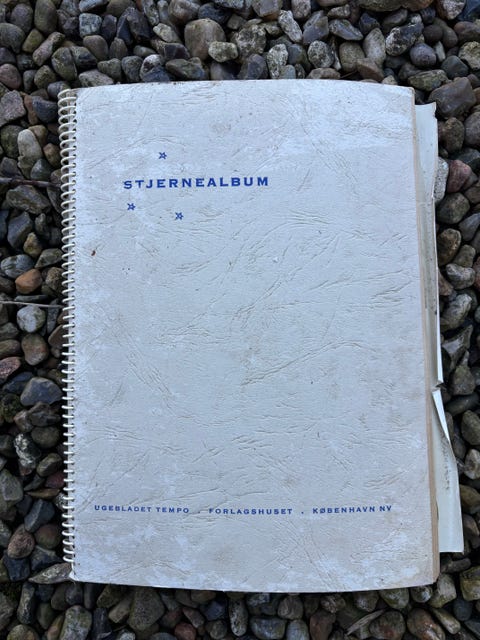 STJERNEALBUM
UGEBLADET TEMPO . FORLAGSHUSET . KØBENHAVN NV